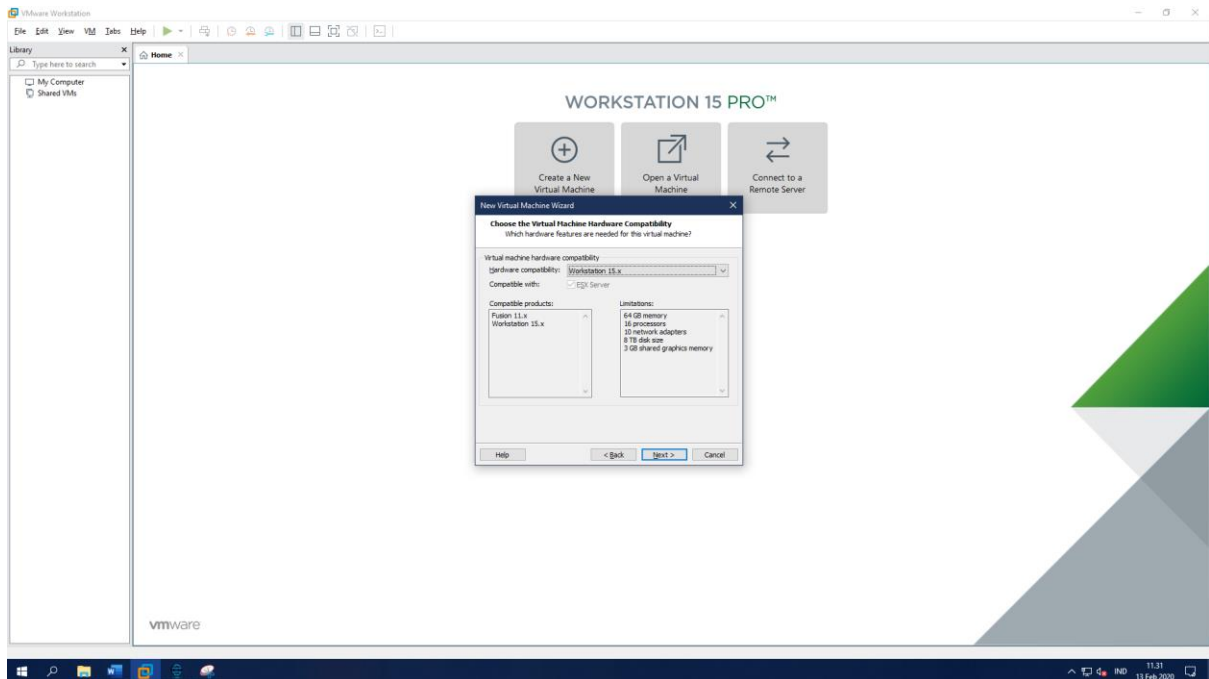 VMware Workstation
File Edit View VM Tabs Help
Library
Type here to search
My Computer
Shared VMs
Home
WORKSTATION 15 PRO™
Create a New
Virtual Machine
Open a Virtual
Machine
Connect to a
Remote Server
New Virtual Machine Wizard
Choose the Virtual Machine Hardware Compatibility
Which hardware features are needed for this virtual machine?
Virtual machine hardware compatibility
Hardware compatibility: Workstation 15.x
Compatible with: ESX Server
Compatible products:
Fusion 11.x
Workstation 15.x
Limitations:
64 GB memory
16 processors
10 network adapters
8 TB disk size
3 GB shared graphics memory
Help < Back Next > Cancel
vmware
IND
11.31
13 Feb 2020